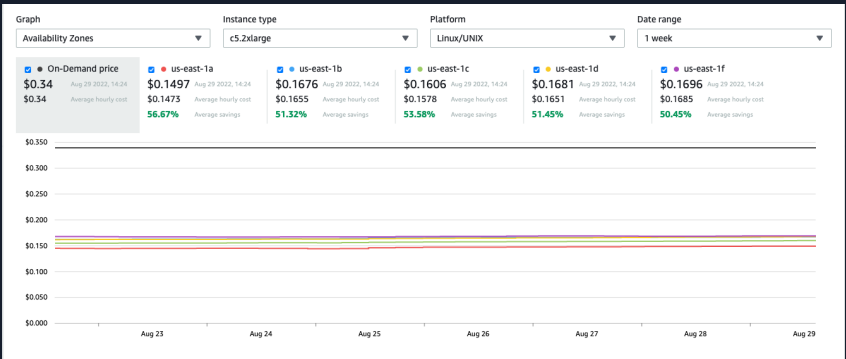 Graph Instance type Platform Date range
Availability Zones c5.2xlarge Linux/UNIX 1 week
On-Demand price us-east-1a us-east-1b us-east-1c us-east-1d us-east-1f
$0.34 Aug 29 2022, 14:24 $0.1497 Aug 29 2022, 14:24 $0.1676 Aug 29 2022, 14:24 $0.1606 Aug 29 2022, 14:24 $0.1681 Aug 29 2022, 14:24 $0.1696 Aug 29 2022, 14:24
$0.34 Average hourly cost $0.1473 Average hourly cost $0.1655 Average hourly cost $0.1578 Average hourly cost $0.1651 Average hourly cost $0.1685 Average hourly cost
56.67% Average savings 51.32% Average savings 53.58% Average savings 51.45% Average savings 50.45% Average savings
$0.350
$0.300
$0.250
$0.200
$0.150
$0.100
$0.050
$0.000
Aug 23 Aug 24 Aug 25 Aug 26 Aug 27 Aug 28 Aug 29